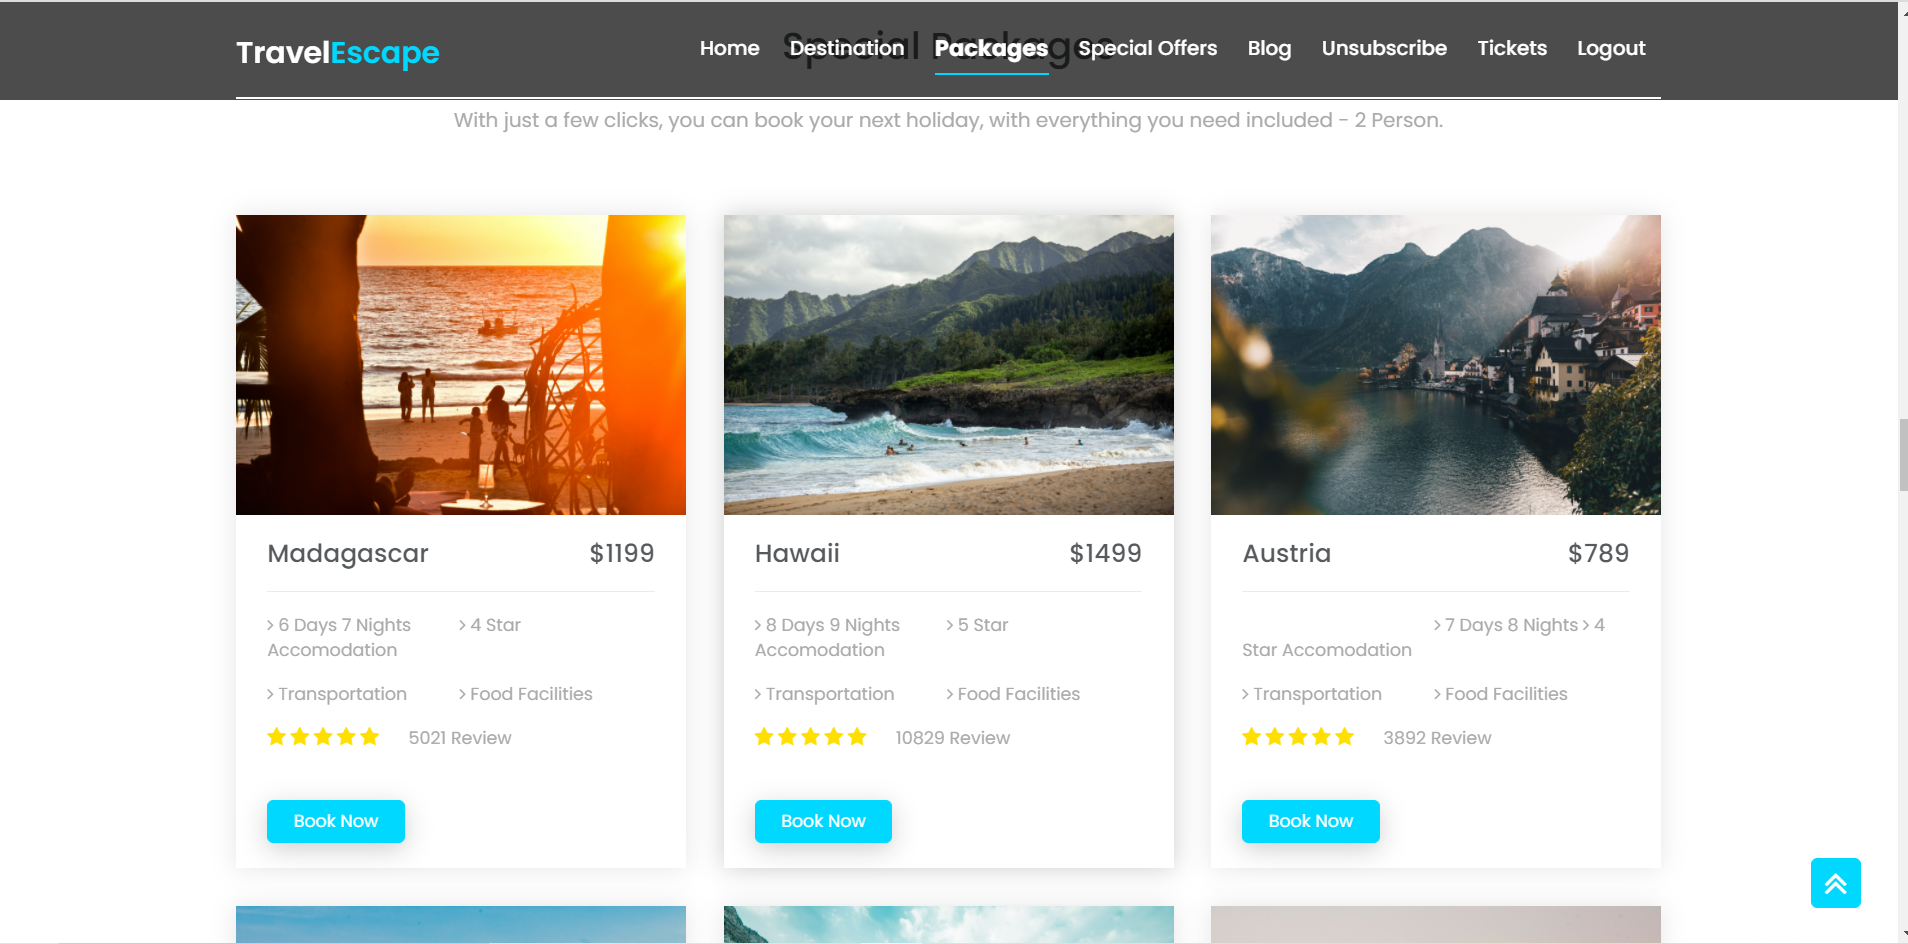 TravelEscape
Home Destination Packages Special Offers Blog Unsubscribe Tickets Logout
Special Packages
With just a few clicks, you can book your next holiday, with everything you need included - 2 Person.
Madagascar $1199
> 6 Days 7 Nights > 4 Star
Accomodation
> Transportation > Food Facilities
5021 Review
Book Now
Hawaii $1499
> 8 Days 9 Nights > 5 Star
Accomodation
> Transportation > Food Facilities
10829 Review
Book Now
Austria $789
> 7 Days 8 Nights > 4
Star Accomodation
> Transportation > Food Facilities
3892 Review
Book Now